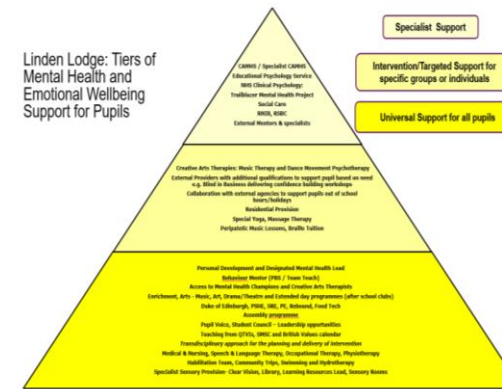 Linden Lodge: Tiers of
Mental Health and
Emotional Wellbeing
Support for Pupils
Specialist Support
Intervention/Targeted Support for
specific groups or individuals
Universal Support for all pupils
CAMHS / Specialist CAMHS
Educational Psychology Service
NHS Clinical Psychology:
Trailblazer Mental Health Project
Social Care
RNIB, RSBC
External Mentors & specialists
Creative Arts Therapies: Music Therapy and Dance Movement Psychotherapy
External Providers with additional qualifications to support pupil based on need
e.g. Blind in Business delivering confidence building workshops
Collaboration with external agencies to support pupils out of school
hours/holidays
Residential Provision
Special Yoga, Massage Therapy
Peripatetic Music Lessons, Braille Tuition
Personal Development and Designated Mental Health Lead
Behaviour Mentor (PBS / Team Teach)
Access to Mental Health Champions and Creative Arts Therapists
Enrichment, Arts - Music, Art, Drama/Theatre and Extended day programmes (after school clubs)
Duke of Edinburgh, PSHE, SRE, PE, Rebound, Food Tech
Assembly programme
Pupil Voice, Student Council – Leadership opportunities
Teaching from QTVIs, SMSC and British Values calendar
Transdisciplinary approach for the planning and delivery of intervention
Medical & Nursing, Speech & Language Therapy, Occupational Therapy, Physiotherapy
Habilitation Team, Community Trips, Swimming and Hydrotherapy
Specialist Sensory Provision- Clear Vision, Library, Learning Resources Lead, Sensory Rooms